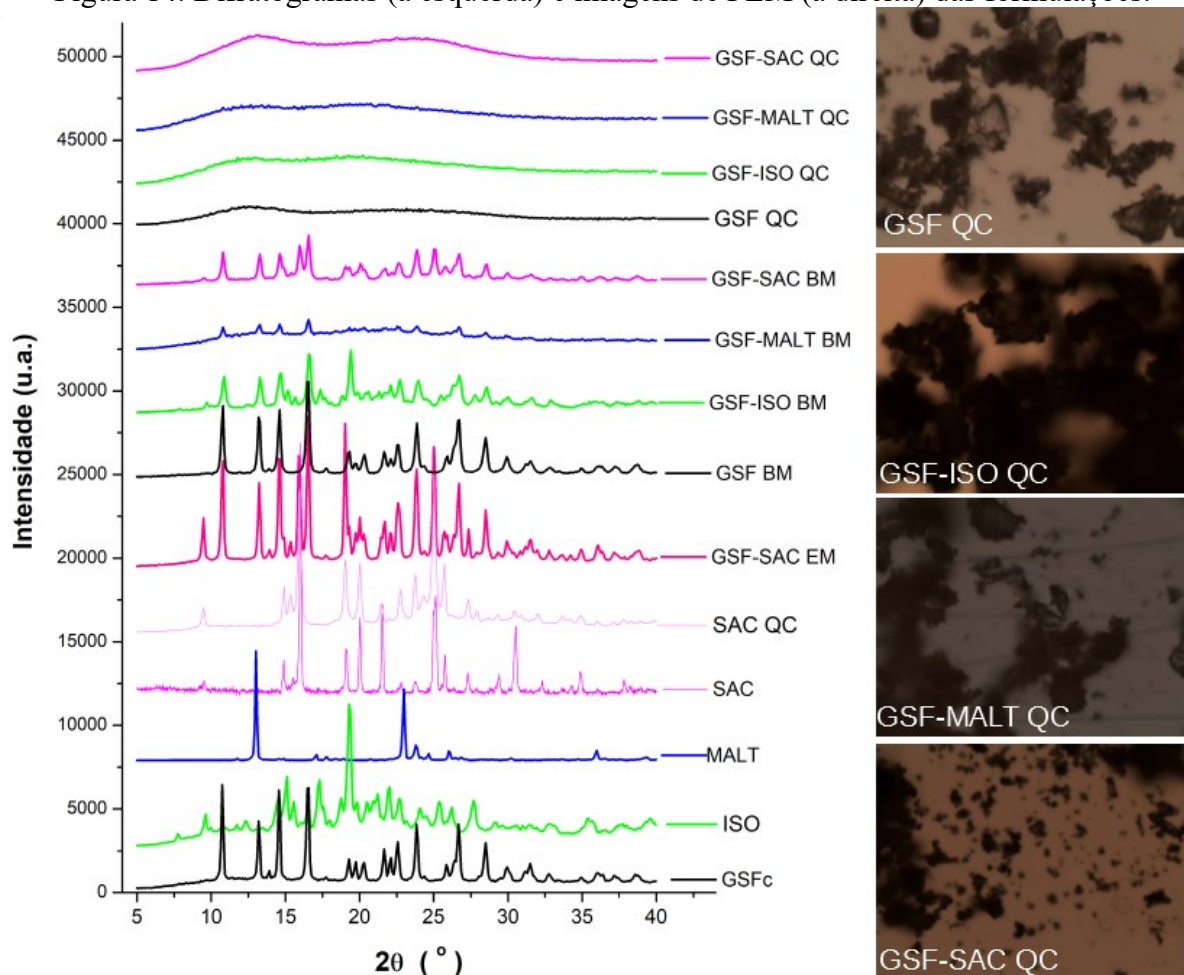 Figura 14. Difratogramas (à esquerda) e imagens de PLM (à direita) das formulações.
50000
45000
40000
35000
30000
25000
20000
15000
10000
5000
0
Intensidade (u.a.)
GSF-SAC QC
GSF-MALT QC
GSF-ISO QC
GSF QC
GSF-SAC BM
GSF-MALT BM
GSF-ISO BM
GSF BM
GSF-SAC EM
SAC QC
SAC
MALT
ISO
GSFc
5 10 15 20 25 30 35 40
2θ ( ° )
GSF QC
GSF-ISO QC
GSF-MALT QC
GSF-SAC QC